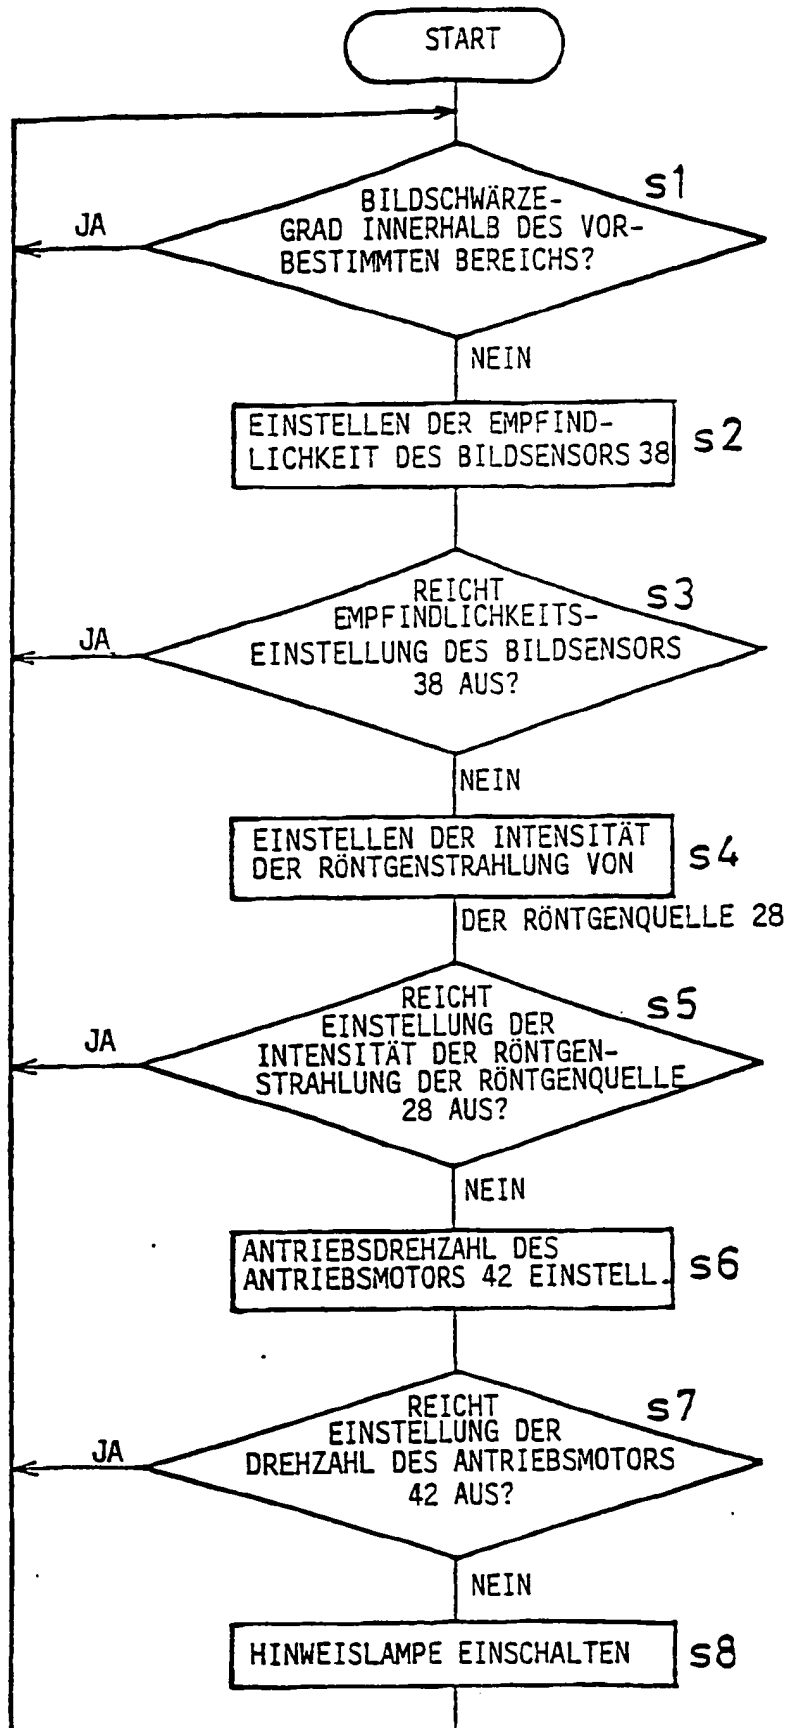 START
s1
BILDSCHWÄRZE-
GRAD INNERHALB DES VOR-
BESTIMMTEN BEREICHS?
JA
NEIN
EINSTELLEN DER EMPFIND-
LICHKEIT DES BILDSENSORS 38
s2
REICHT
EMPFINDLICHKEITS-
EINSTELLUNG DES BILDSENSORS
38 AUS?
s3
JA
NEIN
EINSTELLEN DER INTENSITÄT
DER RÖNTGENSTRAHLUNG VON
s4
DER RÖNTGENQUELLE 28
REICHT
EINSTELLUNG DER
INTENSITÄT DER RÖNTGEN-
STRAHLUNG DER RÖNTGENQUELLE
28 AUS?
s5
JA
NEIN
ANTRIEBSDREHZAHL DES
ANTRIEBSMOTORS 42 EINSTELL.
s6
REICHT
EINSTELLUNG DER
DREHZAHL DES ANTRIEBSMOTORS
42 AUS?
s7
JA
NEIN
HINWEISLAMPE EINSCHALTEN
s8